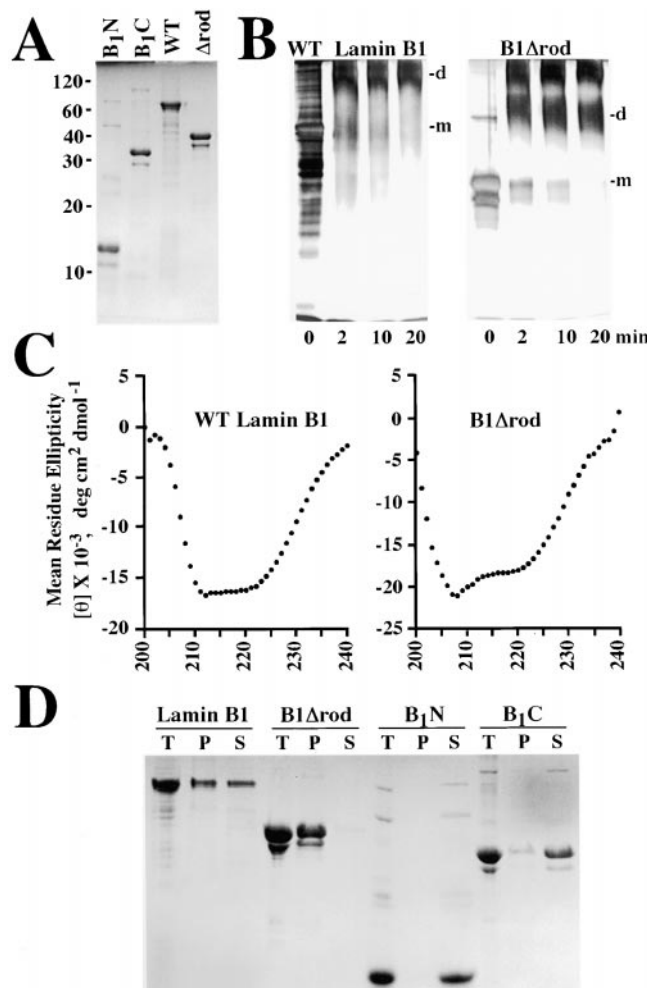 A
B₁N B₁C WT Δrod
120 -
60 -
40 -
30 -
20 -
10 -
B
WT Lamin B1
-d
-m
0 2 10 20
B1Δrod
-d
-m
0 2 10 20 min
C
Mean Residue Ellipticity
[θ] X 10⁻³, deg cm² dmol⁻¹
WT Lamin B1
5
0
-5
-10
-15
-20
200 210 220 230 240
B1Δrod
5
0
-5
-10
-15
-20
-25
200 210 220 230 240
D
Lamin B1 B1Δrod B₁N B₁C
T P S T P S T P S T P S